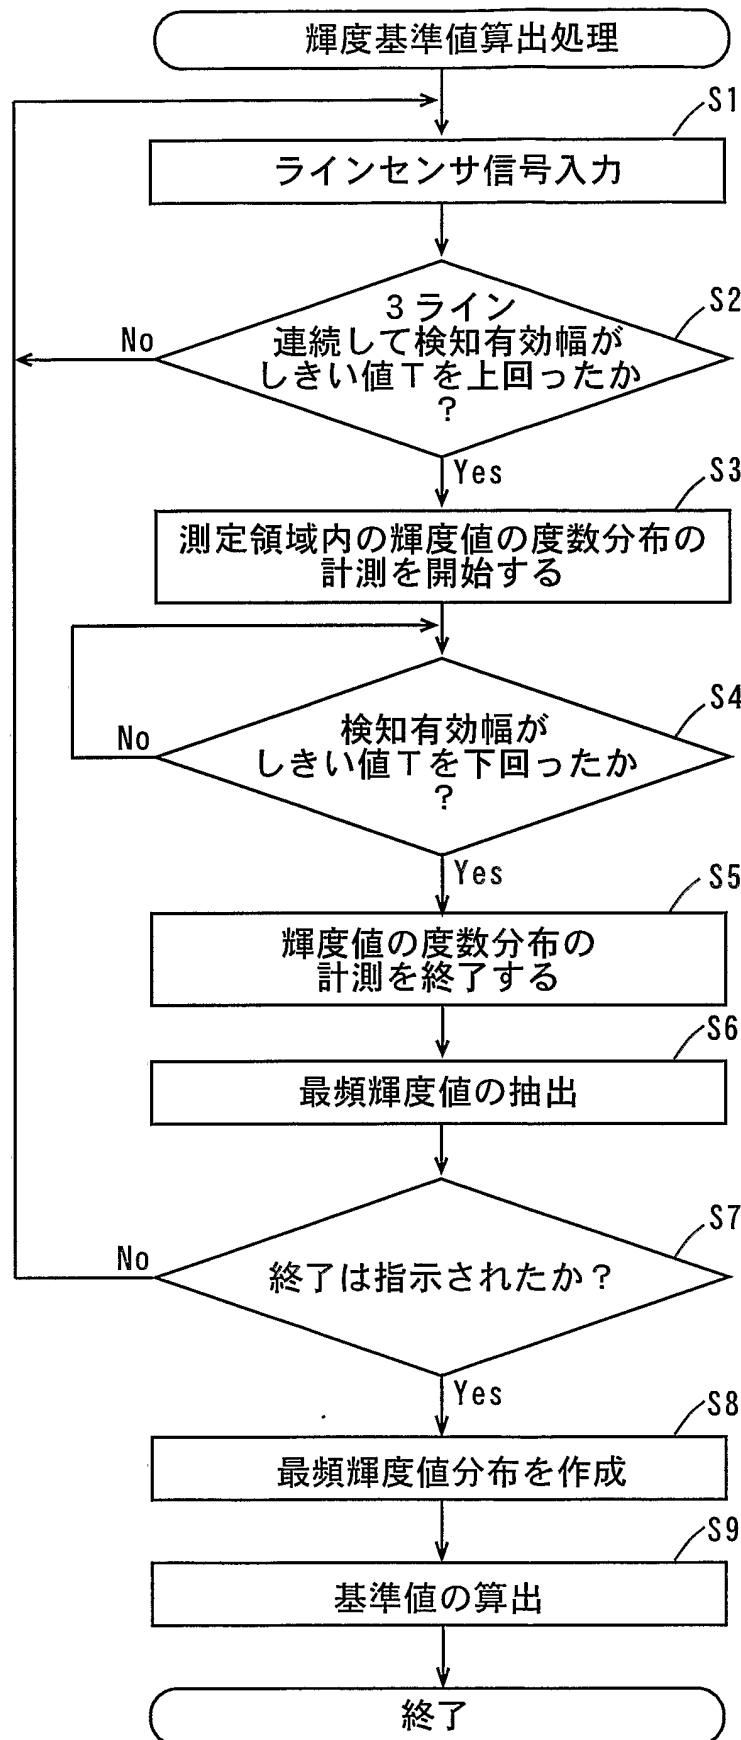 輝度基準値算出処理
S1
ラインセンサ信号入力
S2
3ライン
連続して検知有効幅が
しきい値Tを上回ったか
?
No
Yes
S3
測定領域内の輝度値の度数分布の
計測を開始する
S4
検知有効幅が
しきい値Tを下回ったか
?
No
Yes
S5
輝度値の度数分布の
計測を終了する
S6
最頻輝度値の抽出
S7
終了は指示されたか?
No
Yes
S8
最頻輝度値分布を作成
S9
基準値の算出
終了